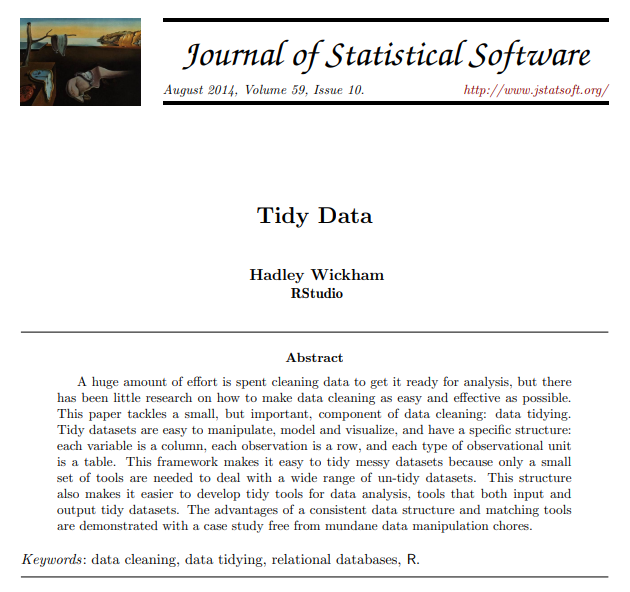 Journal of Statistical Software
August 2014, Volume 59, Issue 10. http://www.jstatsoft.org/
Tidy Data
Hadley Wickham
RStudio
Abstract
A huge amount of effort is spent cleaning data to get it ready for analysis, but there
has been little research on how to make data cleaning as easy and effective as possible.
This paper tackles a small, but important, component of data cleaning: data tidying.
Tidy datasets are easy to manipulate, model and visualize, and have a specific structure:
each variable is a column, each observation is a row, and each type of observational unit
is a table. This framework makes it easy to tidy messy datasets because only a small
set of tools are needed to deal with a wide range of un-tidy datasets. This structure
also makes it easier to develop tidy tools for data analysis, tools that both input and
output tidy datasets. The advantages of a consistent data structure and matching tools
are demonstrated with a case study free from mundane data manipulation chores.
Keywords: data cleaning, data tidying, relational databases, R.